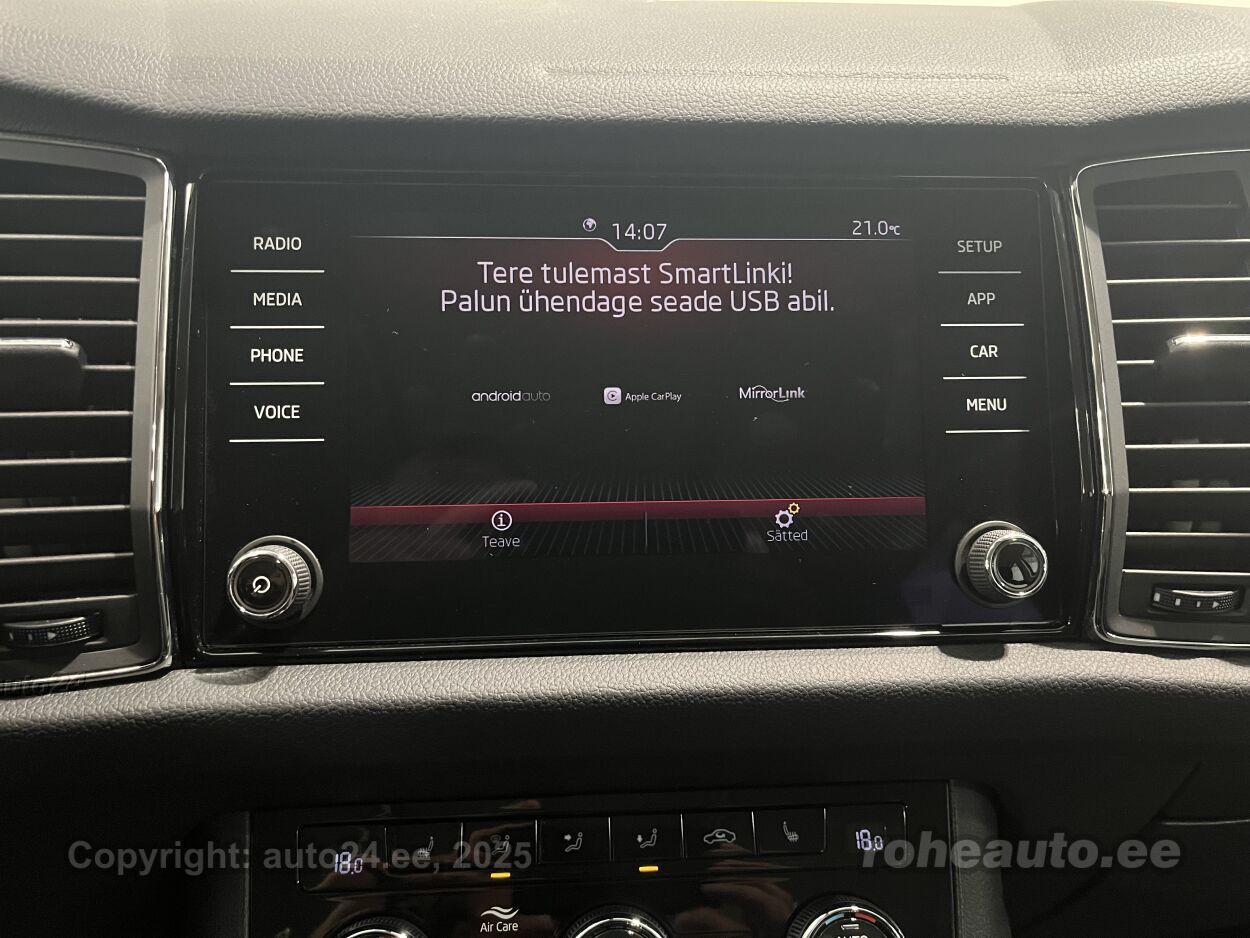 14:07
21.0°C
RADIO
MEDIA
PHONE
VOICE
Tere tulemast SmartLinki!
Palun ühendage seade USB abil.
androidauto
Apple CarPlay
MirrorLink
Teave
Sätted
SETUP
APP
CAR
MENU
auto24
Copyright: auto24.ee, 2025
roheauto.ee
18.0
18.0
Air Care
AUTO